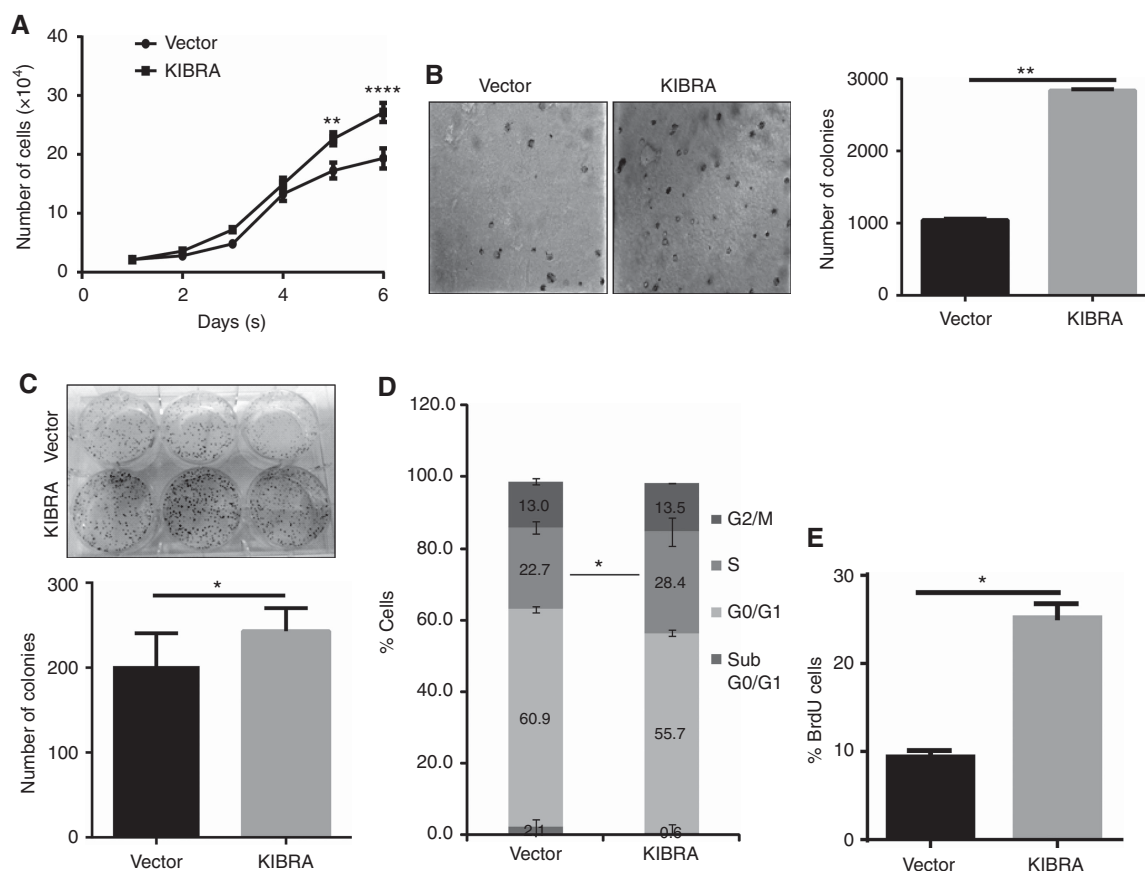 A
Number of cells (×10⁴)
40
30
20
10
0
0
2
4
6
Days (s)
Vector
KIBRA
**
****
B
Vector
KIBRA
Number of colonies
3000
2000
1000
0
**
Vector
KIBRA
C
Vector
KIBRA
Number of colonies
300
200
100
0
*
Vector
KIBRA
D
% Cells
120.0
100.0
80.0
60.0
40.0
20.0
0.0
13.0
22.7
60.9
2.1
*
13.5
28.4
55.7
0.6
Vector
KIBRA
G2/M
S
G0/G1
Sub
G0/G1
E
% BrdU cells
30
20
10
0
*
Vector
KIBRA